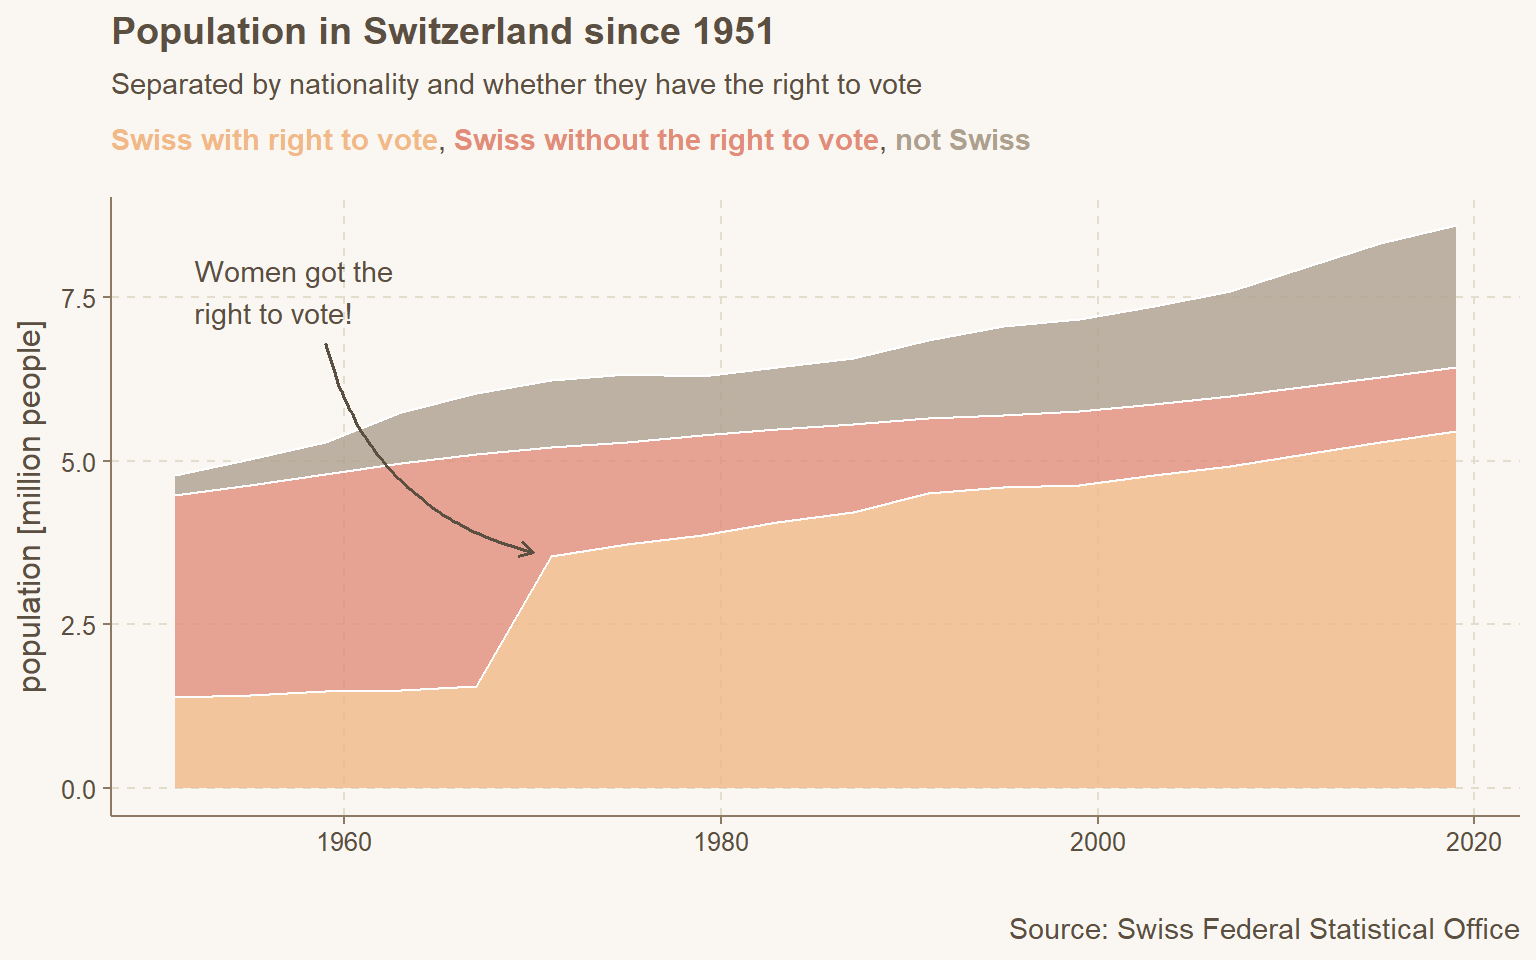 Population in Switzerland since 1951
Separated by nationality and whether they have the right to vote
Swiss with right to vote, Swiss without the right to vote, not Swiss
Women got the
right to vote!
population [million people]
7.5
5.0
2.5
0.0
1960
1980
2000
2020
Source: Swiss Federal Statistical Office